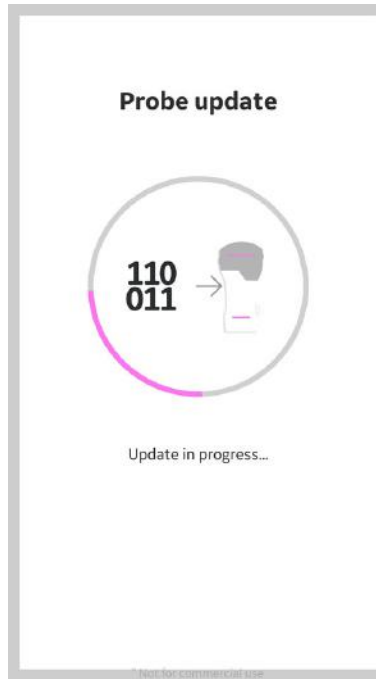 Probe update
110
011
Update in progress...
* Not for commercial use